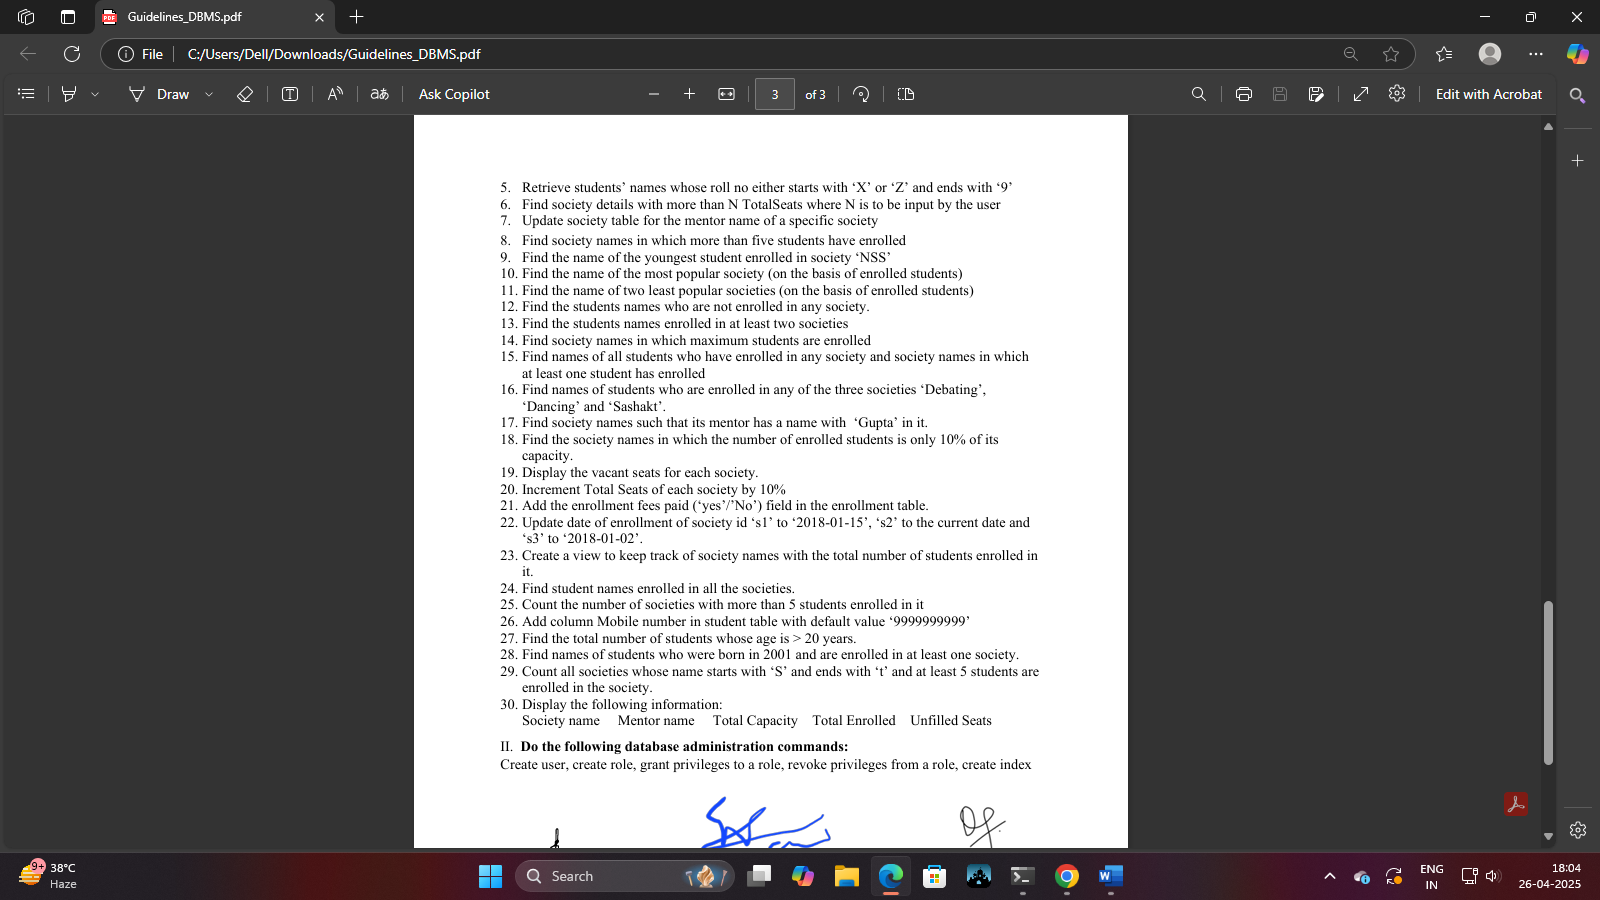 Guidelines_DBMS.pdf
File C:/Users/Dell/Downloads/Guidelines_DBMS.pdf
Draw aあ Ask Copilot 3 of 3 Edit with Acrobat
5. Retrieve students’ names whose roll no either starts with ‘X’ or ‘Z’ and ends with ‘9’
6. Find society details with more than N TotalSeats where N is to be input by the user
7. Update society table for the mentor name of a specific society
8. Find society names in which more than five students have enrolled
9. Find the name of the youngest student enrolled in society ‘NSS’
10. Find the name of the most popular society (on the basis of enrolled students)
11. Find the name of two least popular societies (on the basis of enrolled students)
12. Find the students names who are not enrolled in any society.
13. Find the students names enrolled in at least two societies
14. Find society names in which maximum students are enrolled
15. Find names of all students who have enrolled in any society and society names in which
at least one student has enrolled
16. Find names of students who are enrolled in any of the three societies ‘Debating’,
‘Dancing’ and ‘Sashakt’.
17. Find society names such that its mentor has a name with ‘Gupta’ in it.
18. Find the society names in which the number of enrolled students is only 10% of its
capacity.
19. Display the vacant seats for each society.
20. Increment Total Seats of each society by 10%
21. Add the enrollment fees paid (‘yes’/’No’) field in the enrollment table.
22. Update date of enrollment of society id ‘s1’ to ‘2018-01-15’, ‘s2’ to the current date and
‘s3’ to ‘2018-01-02’.
23. Create a view to keep track of society names with the total number of students enrolled in
it.
24. Find student names enrolled in all the societies.
25. Count the number of societies with more than 5 students enrolled in it
26. Add column Mobile number in student table with default value ‘9999999999’
27. Find the total number of students whose age is > 20 years.
28. Find names of students who were born in 2001 and are enrolled in at least one society.
29. Count all societies whose name starts with ‘S’ and ends with ‘t’ and at least 5 students are
enrolled in the society.
30. Display the following information:
Society name Mentor name Total Capacity Total Enrolled Unfilled Seats
II. Do the following database administration commands:
Create user, create role, grant privileges to a role, revoke privileges from a role, create index
9+ 38°C
Haze
Search
ENG
IN
18:04
26-04-2025